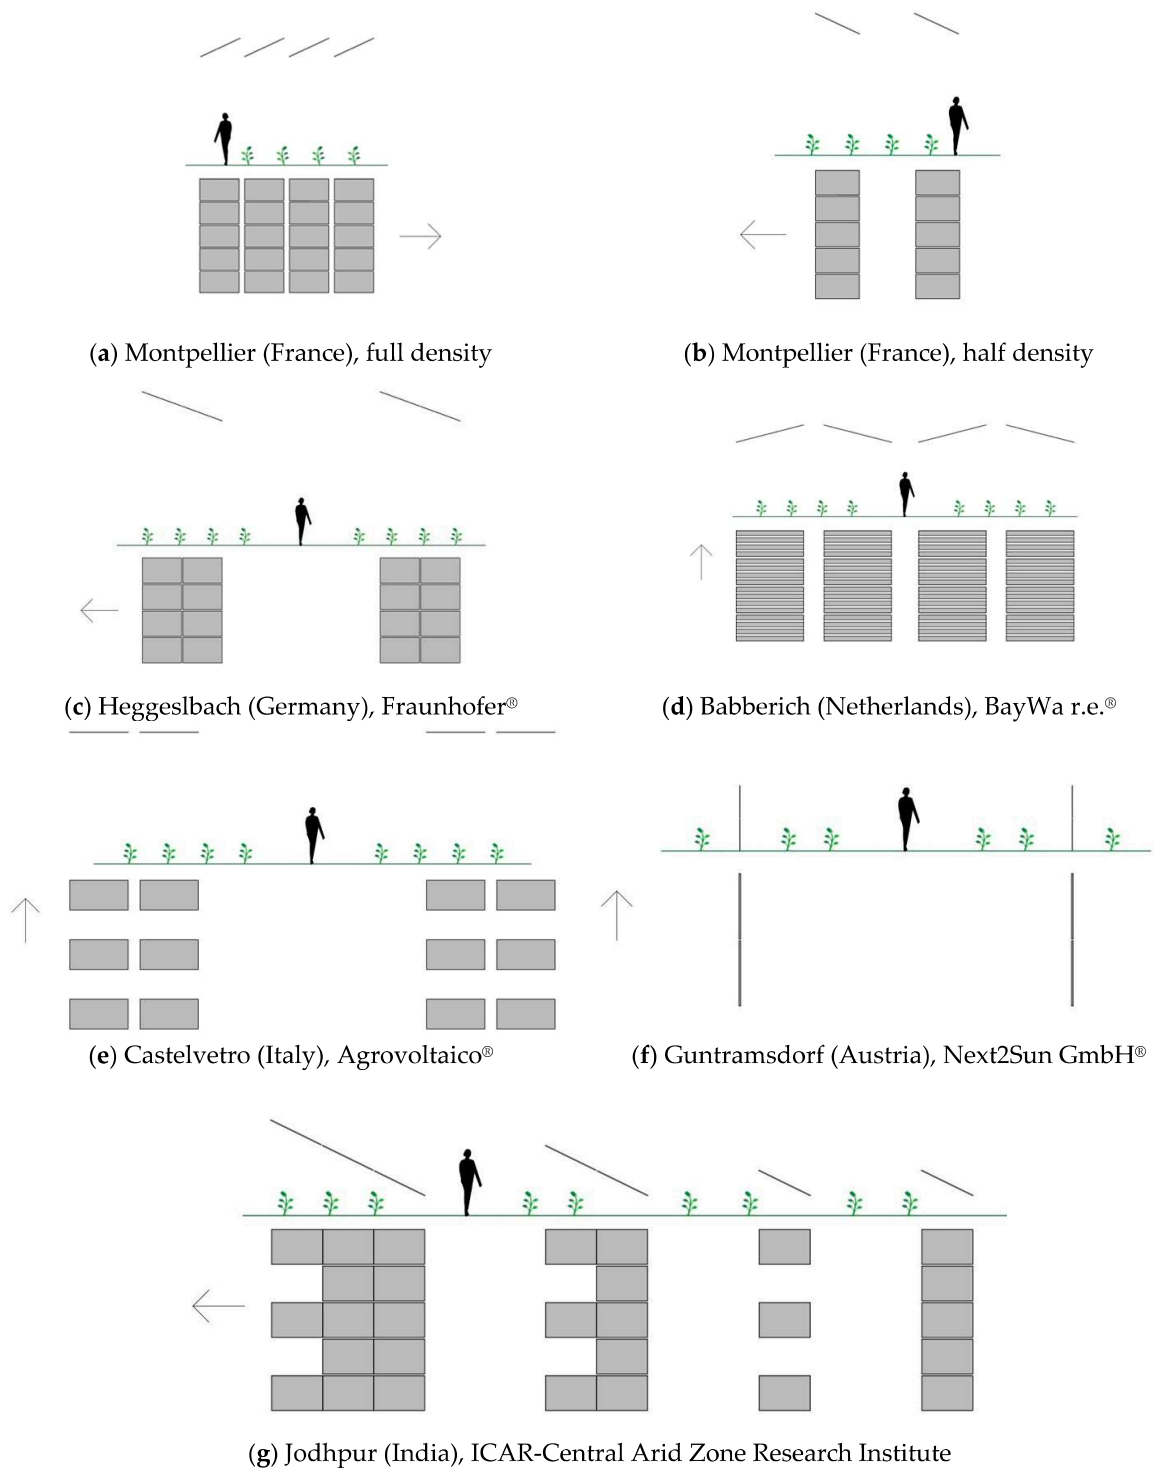 (a) Montpellier (France), full density
(b) Montpellier (France), half density
(c) Heggeslbach (Germany), Fraunhofer®
(d) Babberich (Netherlands), BayWa r.e.®
(e) Castelvetro (Italy), Agrovoltaico®
(f) Guntramsdorf (Austria), Next2Sun GmbH®
(g) Jodhpur (India), ICAR-Central Arid Zone Research Institute